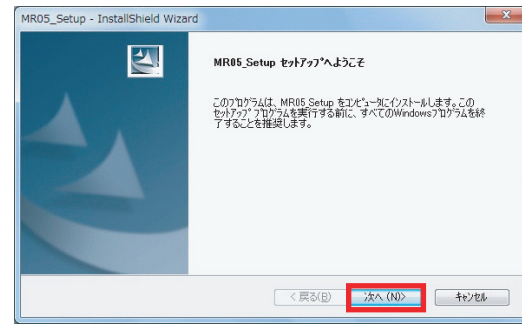 MR05_Setup - InstallShield Wizard
MR05_Setup ｾｯﾄｱｯﾌﾟへようこそ
このﾌﾟﾛｸﾞﾗﾑは、MR05_Setup をｺﾝﾋﾟｭｰﾀにｲﾝｽﾄｰﾙします。この
ｾｯﾄｱｯﾌﾟ ﾌﾟﾛｸﾞﾗﾑを実行する前に、すべてのWindowsﾌﾟﾛｸﾞﾗﾑを終
了することを推奨します。
< 戻る(B) 次へ (N)> ｷｬﾝｾﾙ